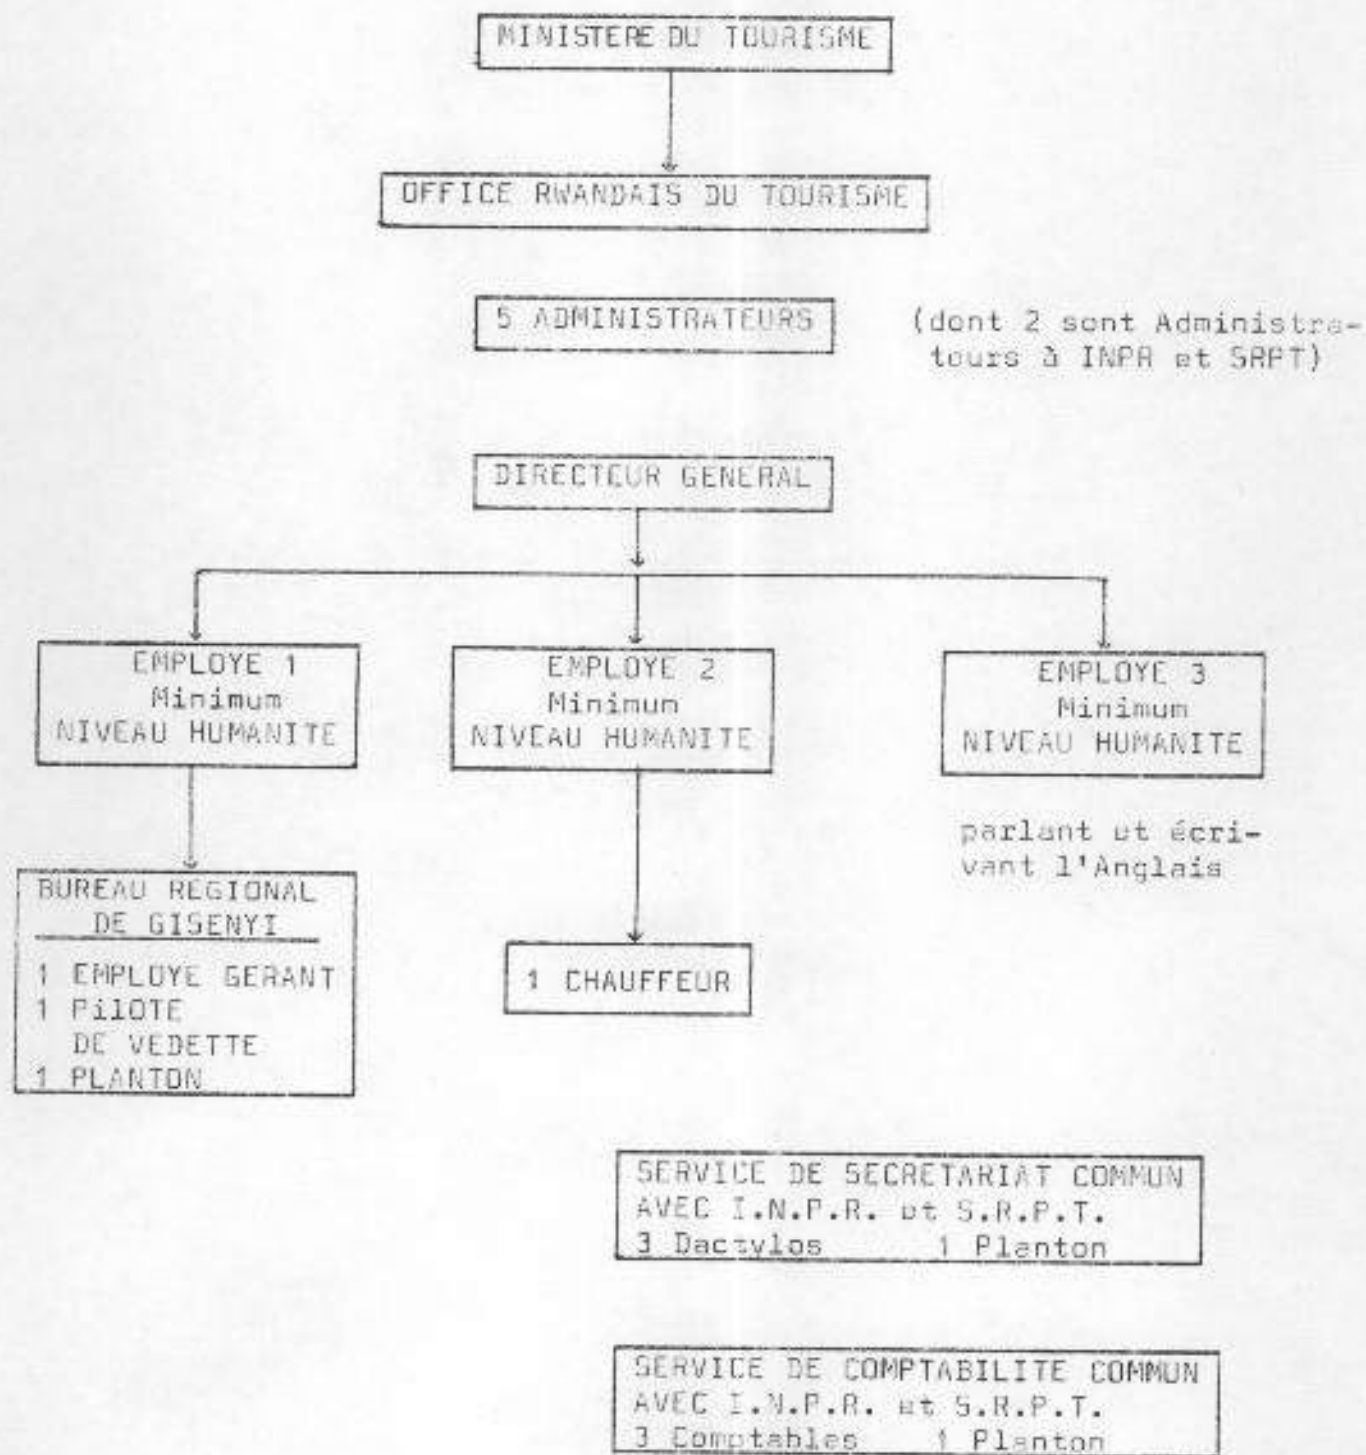 MINISTERE DU TOURISME
OFFICE RWANDAIS DU TOURISME
5 ADMINISTRATEURS
(dont 2 sont Administra-
teurs à INPR et SRPT)
DIRECTEUR GENERAL
EMPLOYE 1
Minimum
NIVEAU HUMANITE
EMPLOYE 2
Minimum
NIVEAU HUMANITE
EMPLOYE 3
Minimum
NIVEAU HUMANITE
parlant et écri-
vant l'Anglais
BUREAU REGIONAL
DE GISENYI
1 EMPLOYE GERANT
1 PilOTE
DE VEDETTE
1 PLANTON
1 CHAUFFEUR
SERVICE DE SECRETARIAT COMMUN
AVEC I.N.P.R. et S.R.P.T.
3 Dactylos 1 Planton
SERVICE DE COMPTABILITE COMMUN
AVEC I.N.P.R. et S.R.P.T.
3 Comptables 1 Planton